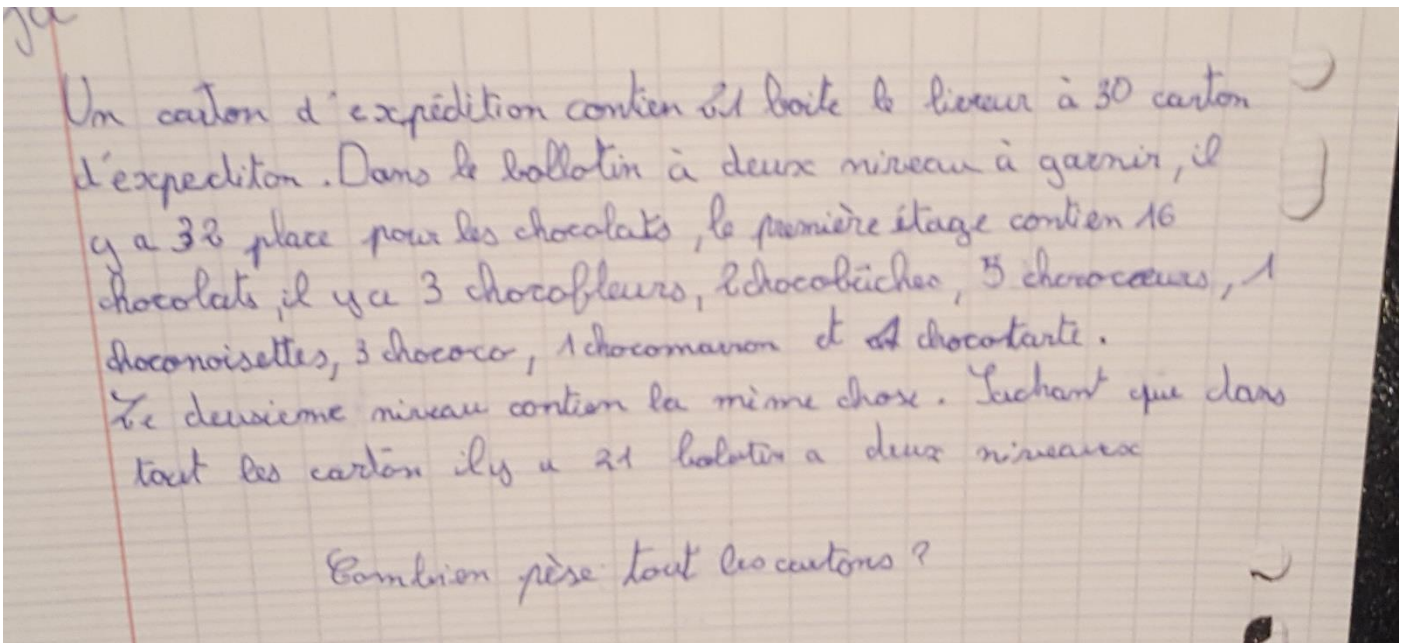 Un carton d'expédition contien 21 boite le livreur à 30 carton
d'expediton. Dans le ballotin à deux niveau à garnir, il
y a 32 place pour les chocolats, le première étage contien 16
chocolats, il y a 3 chocofleurs, 2 chocobûches, 5 chococœurs, 1
choconoisettes, 3 chococo, 1 chocomarron et 1 chocotante.
Le deusieme niveau contien la même chose. Sachant que dans
tout les carton il y a 21 balotin a deux niveaux
Combien pèse tout les cartons ?